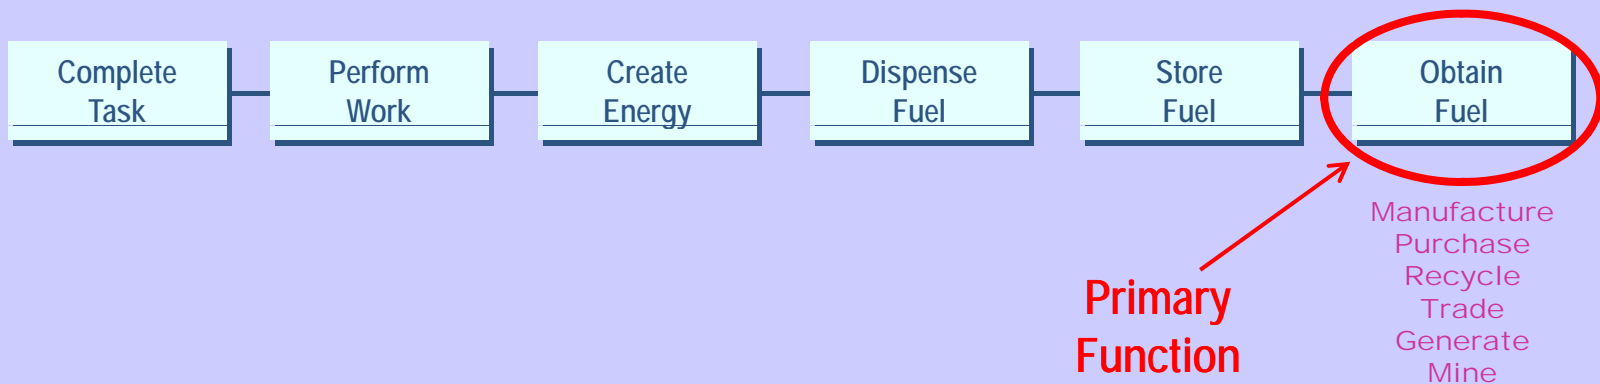 Complete
Task
Perform
Work
Create
Energy
Dispense
Fuel
Store
Fuel
Obtain
Fuel
Primary
Function
Manufacture
Purchase
Recycle
Trade
Generate
Mine